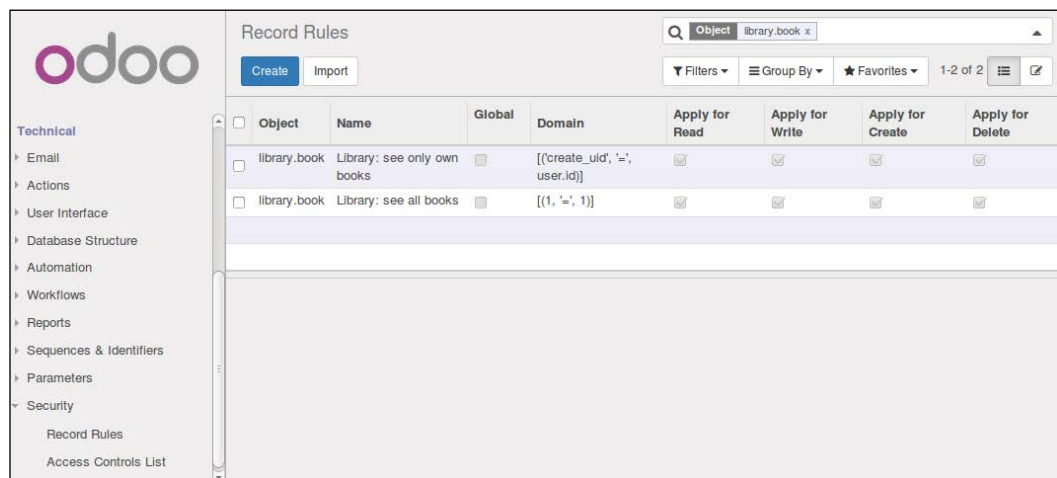 odoo
Technical
Email
Actions
User Interface
Database Structure
Automation
Workflows
Reports
Sequences & Identifiers
Parameters
Security
Record Rules
Access Controls List
Record Rules
Object library.book x
Create Import
Filters Group By Favorites 1-2 of 2
Object Name Global Domain Apply for Read Apply for Write Apply for Create Apply for Delete
library.book Library: see only own [('create_uid', '=',
books user.id)]
library.book Library: see all books [(1, '=', 1)]